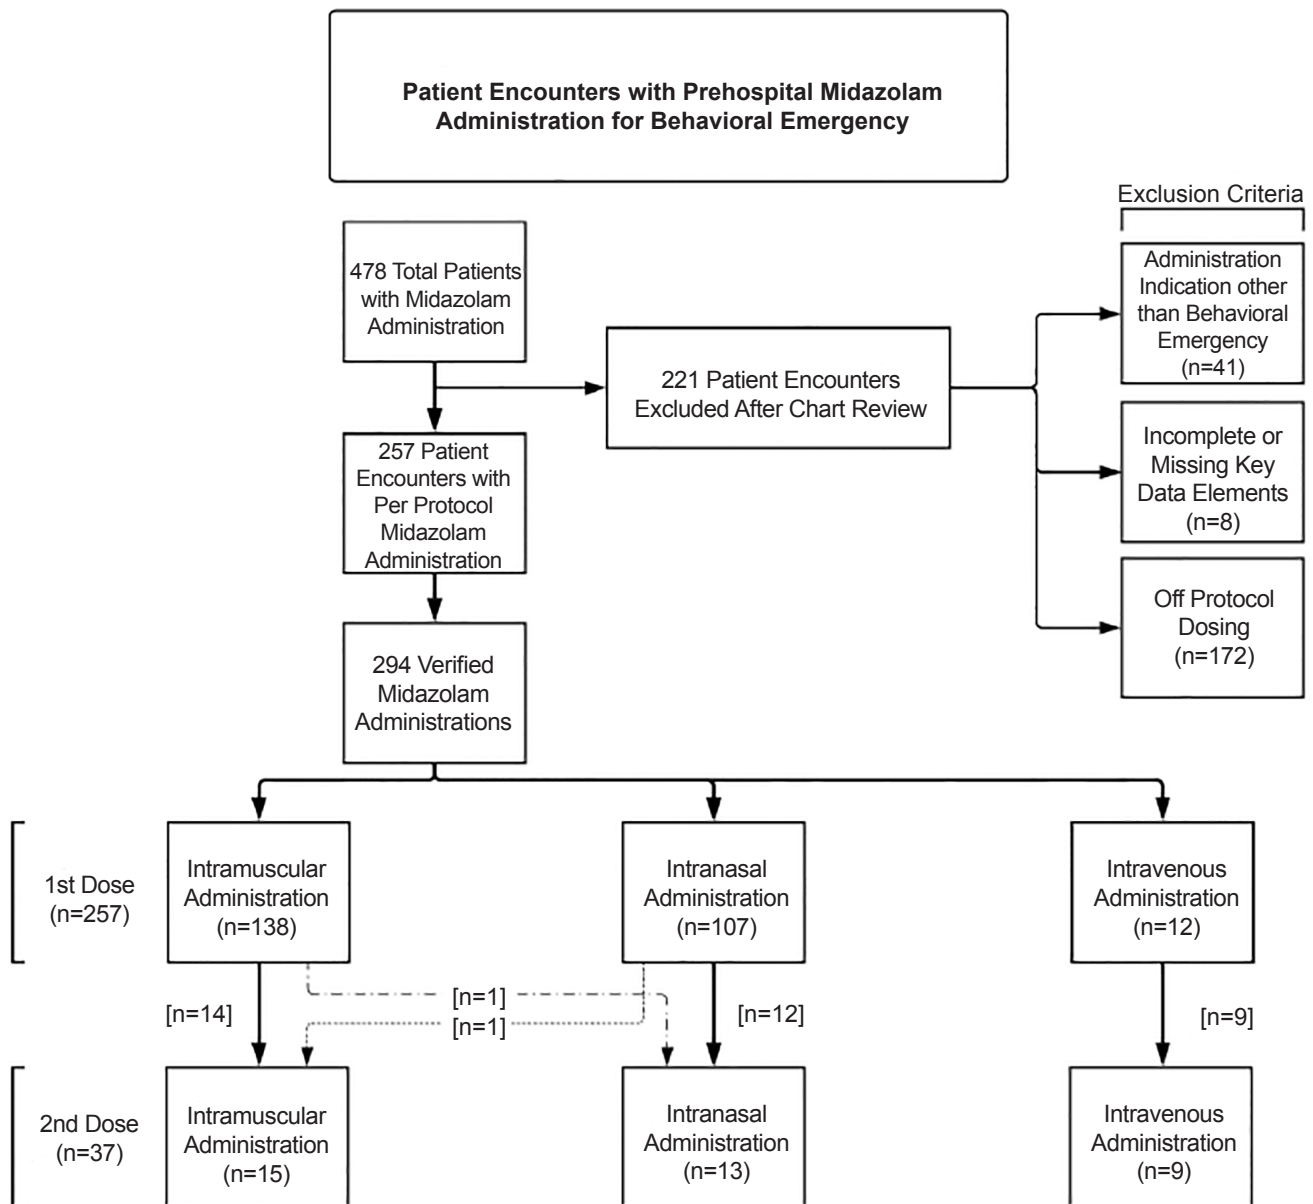 Patient Encounters with Prehospital Midazolam
Administration for Behavioral Emergency
Exclusion Criteria
478 Total Patients
with Midazolam
Administration
Administration
Indication other
than Behavioral
Emergency
(n=41)
221 Patient Encounters
Excluded After Chart Review
257 Patient
Encounters with
Per Protocol
Midazolam
Administration
Incomplete or
Missing Key
Data Elements
(n=8)
Off Protocol
Dosing
(n=172)
294 Verified
Midazolam
Administrations
1st Dose
(n=257)
Intramuscular
Administration
(n=138)
Intranasal
Administration
(n=107)
Intravenous
Administration
(n=12)
[n=14]
[n=1]
[n=1]
[n=12]
[n=9]
2nd Dose
(n=37)
Intramuscular
Administration
(n=15)
Intranasal
Administration
(n=13)
Intravenous
Administration
(n=9)